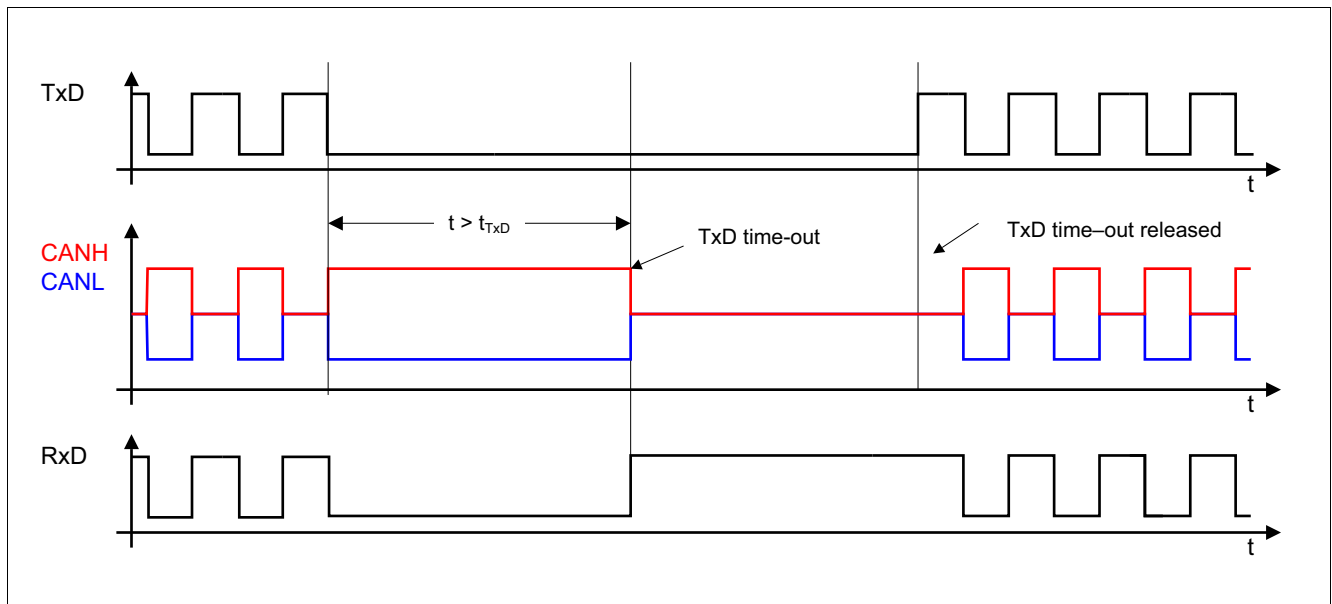 TxD
t
t > tTxD
TxD time-out
TxD time–out released
CANH
CANL
t
RxD
t